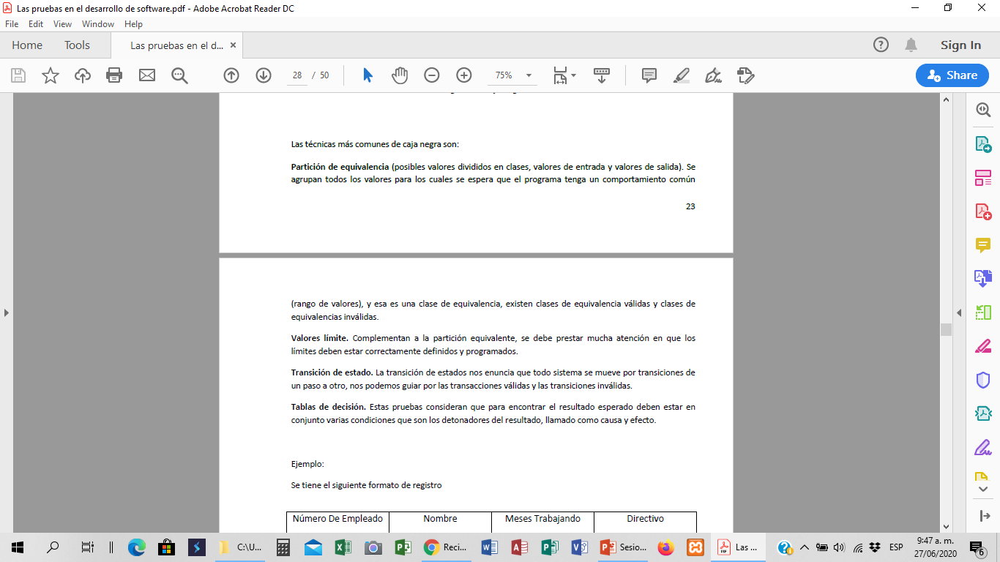 Las pruebas en el desarrollo de software.pdf - Adobe Acrobat Reader DC
File Edit View Window Help
Home Tools Las pruebas en el d... ×
? Sign In
28 / 50 75% Share
Las técnicas más comunes de caja negra son:
Partición de equivalencia (posibles valores divididos en clases, valores de entrada y valores de salida). Se
agrupan todos los valores para los cuales se espera que el programa tenga un comportamiento común
23
(rango de valores), y esa es una clase de equivalencia, existen clases de equivalencia válidas y clases de
equivalencias inválidas.
Valores límite. Complementan a la partición equivalente, se debe prestar mucha atención en que los
límites deben estar correctamente definidos y programados.
Transición de estado. La transición de estados nos enuncia que todo sistema se mueve por transiciones de
un paso a otro, nos podemos guiar por las transacciones válidas y las transiciones inválidas.
Tablas de decisión. Estas pruebas consideran que para encontrar el resultado esperado deben estar en
conjunto varias condiciones que son los detonadores del resultado, llamado como causa y efecto.
Ejemplo:
Se tiene el siguiente formato de registro
Número De Empleado Nombre Meses Trabajando Directivo
C:\U... Reci... Sesio... Las ... ESP 9:47 a. m.
27/06/2020 6